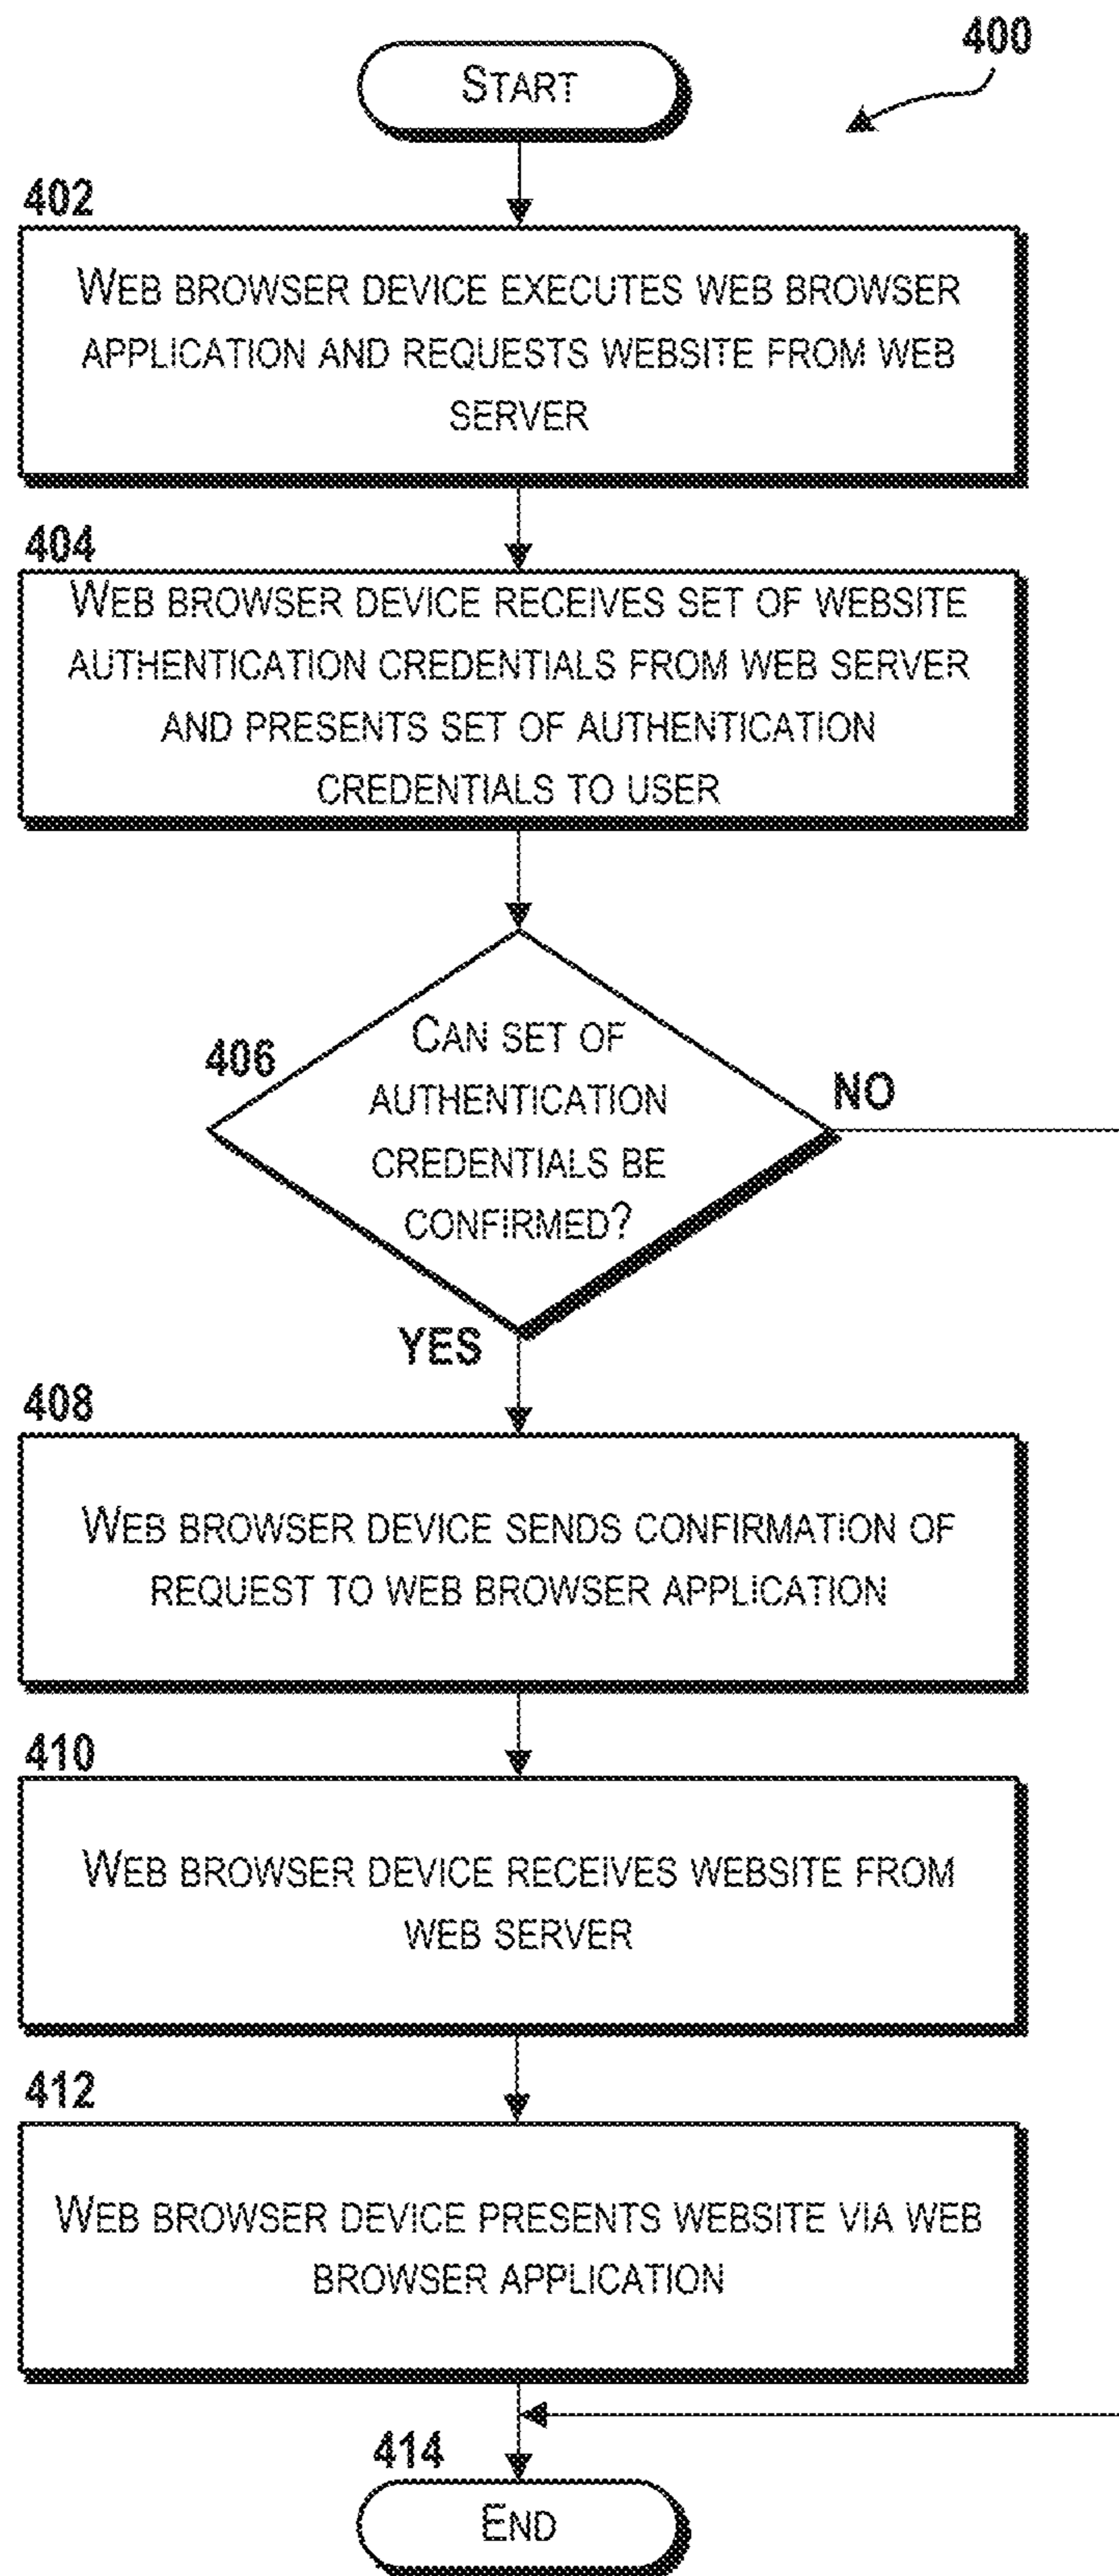 400
START
402
WEB BROWSER DEVICE EXECUTES WEB BROWSER
APPLICATION AND REQUESTS WEBSITE FROM WEB
SERVER
404
WEB BROWSER DEVICE RECEIVES SET OF WEBSITE
AUTHENTICATION CREDENTIALS FROM WEB SERVER
AND PRESENTS SET OF AUTHENTICATION
CREDENTIALS TO USER
406
CAN SET OF
AUTHENTICATION
CREDENTIALS BE
CONFIRMED?
NO
YES
408
WEB BROWSER DEVICE SENDS CONFIRMATION OF
REQUEST TO WEB BROWSER APPLICATION
410
WEB BROWSER DEVICE RECEIVES WEBSITE FROM
WEB SERVER
412
WEB BROWSER DEVICE PRESENTS WEBSITE VIA WEB
BROWSER APPLICATION
414
END